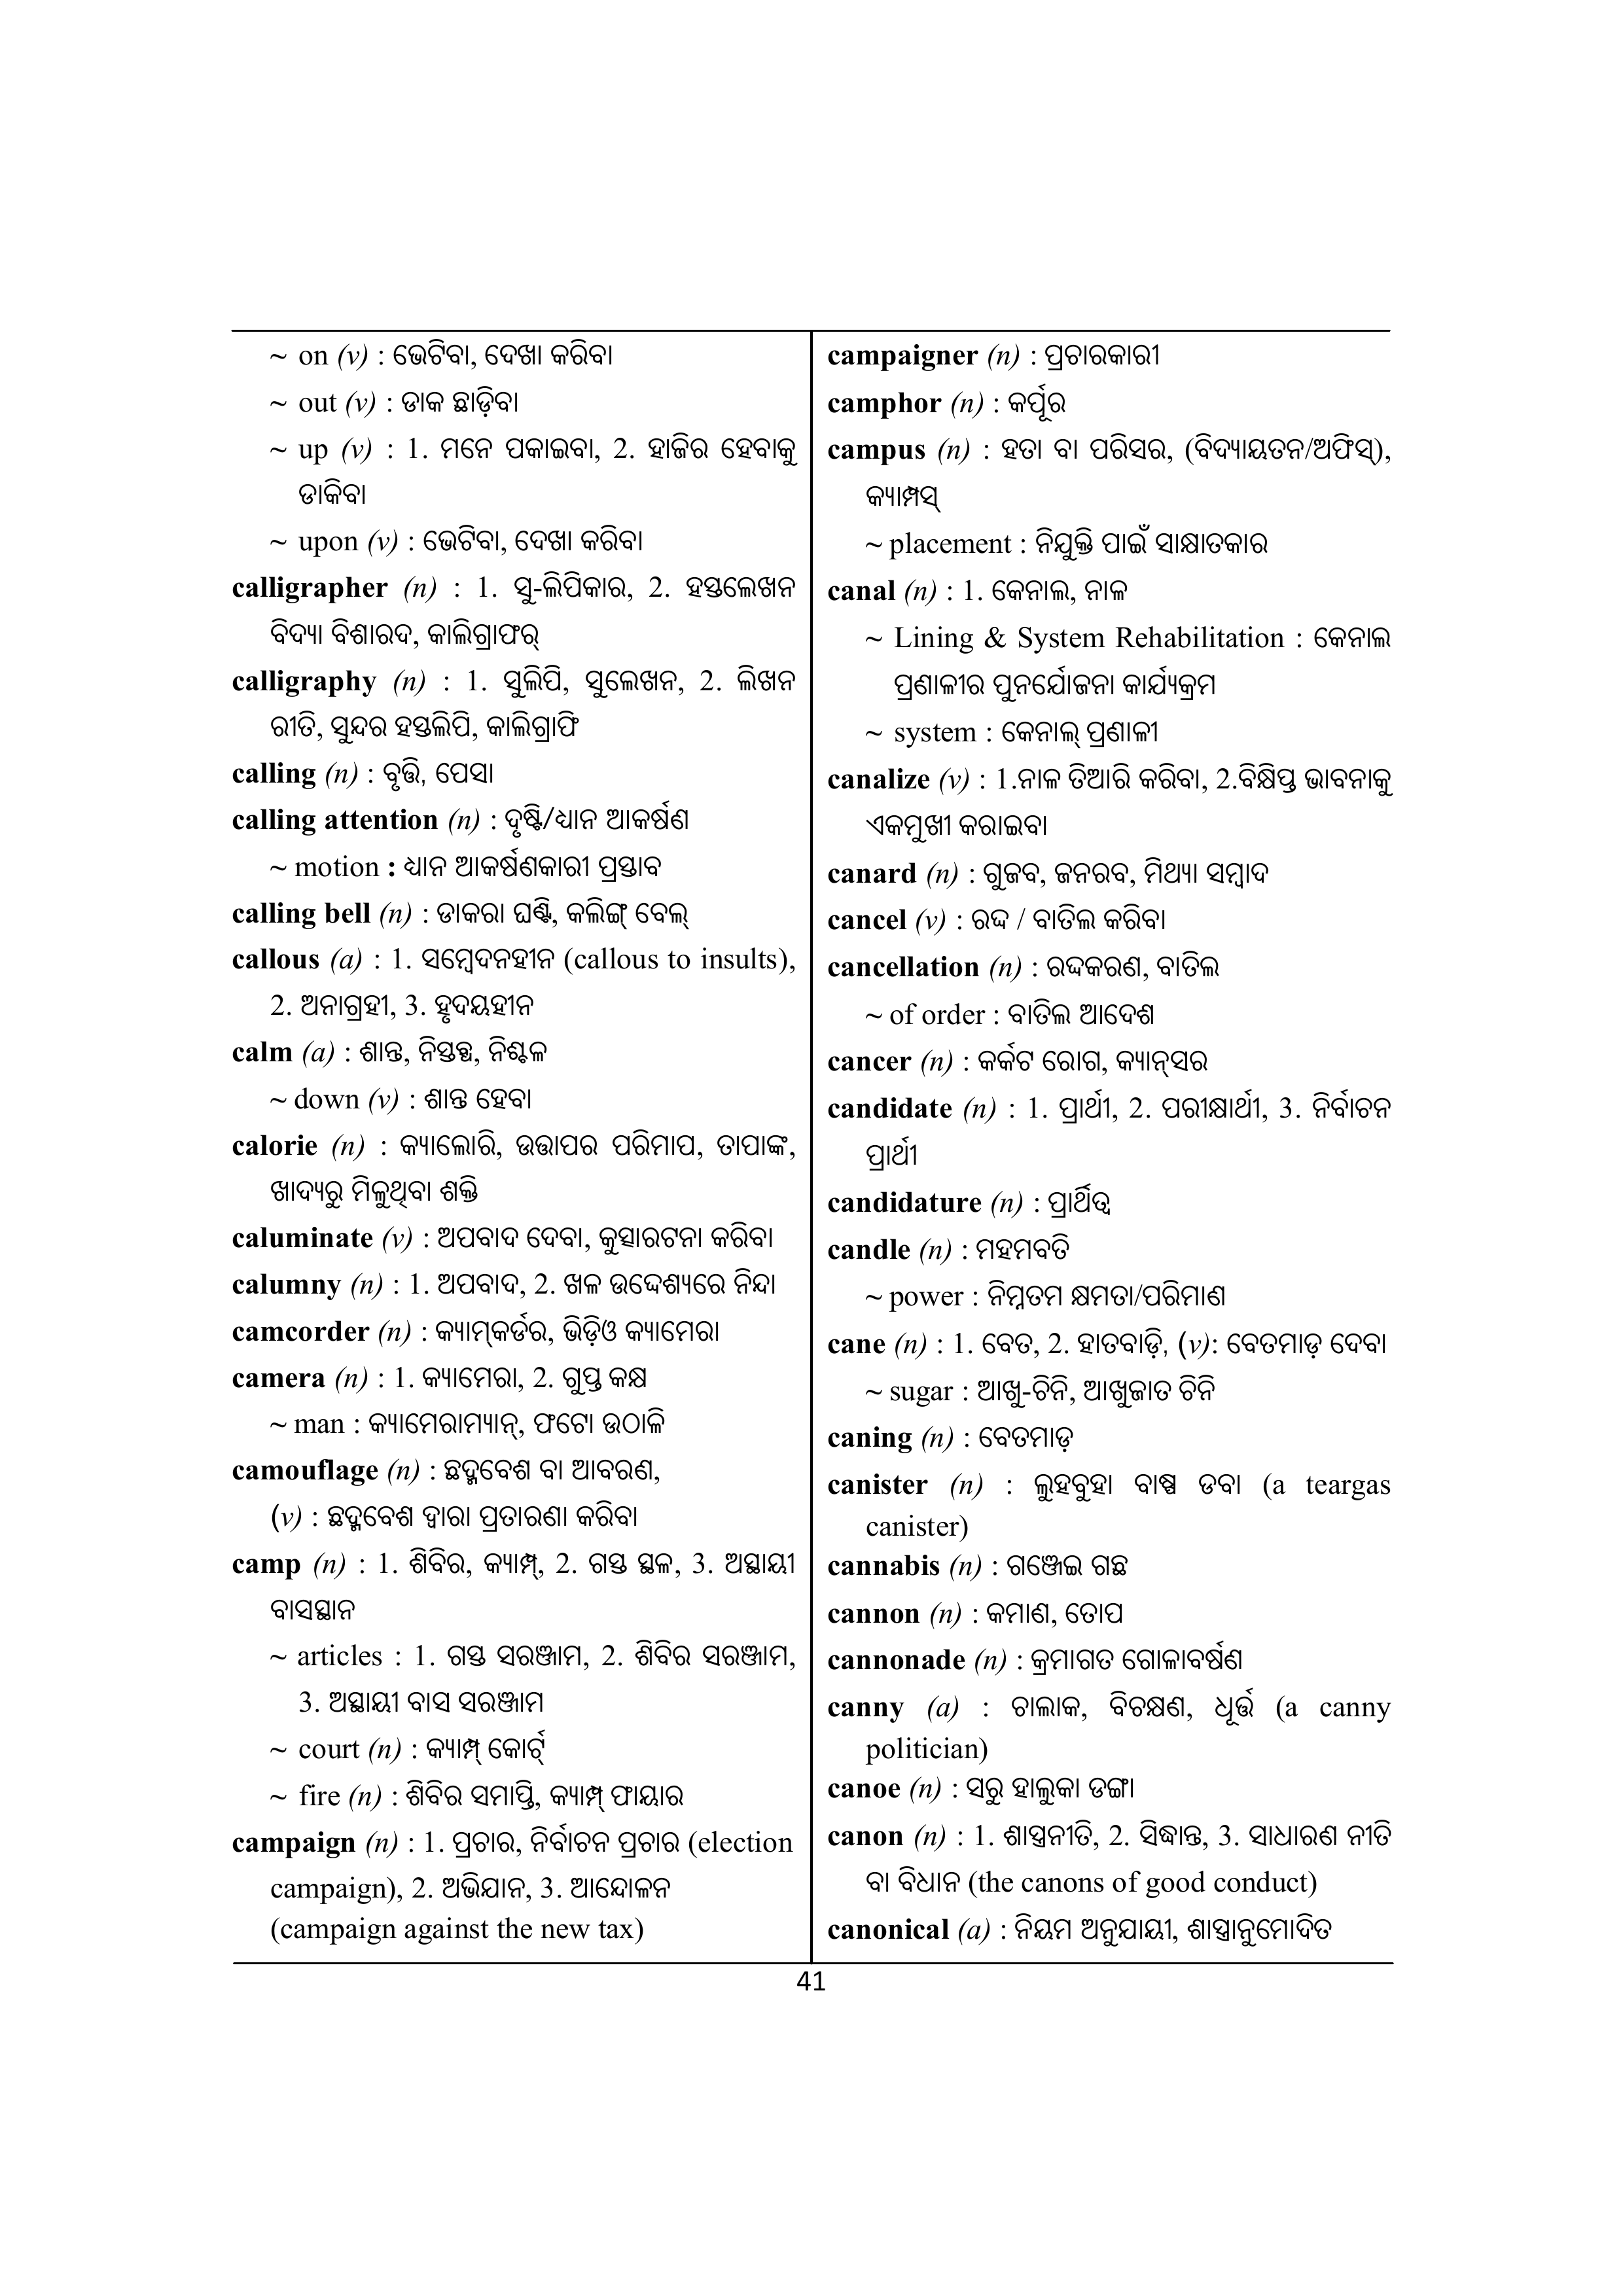 ~ on (v) : ଭେଟିବା, ଦେଖା କରିବା
~ out (v) : ଡାକ ଛାଡ଼ିବା
~ up (v) : 1. ମନେ ପକାଇବା, 2. ହାଜିର ହେବାକୁ
ଡାକିବା
~ upon (v) : ଭେଟିବା, ଦେଖା କରିବା
calligrapher (n) : 1. ସୁ-ଲିପିକାର, 2. ହସ୍ତଲେଖନ
ବିଦ୍ୟା ବିଶାରଦ, କାଲିଗ୍ରାଫର୍
calligraphy (n) : 1. ସୁଲିପି, ସୁଲେଖନ, 2. ଲିଖନ
ରୀତି, ସୁନ୍ଦର ହସ୍ତଲିପି, କାଲିଗ୍ରାଫି
calling (n) : ବୃତ୍ତି, ପେସା
calling attention (n) : ଦୃଷ୍ଟି/ଧ୍ୟାନ ଆକର୍ଷଣ
~ motion : ଧ୍ୟାନ ଆକର୍ଷଣକାରୀ ପ୍ରସ୍ତାବ
calling bell (n) : ଡାକରା ଘଣ୍ଟି, କଲିଙ୍ଗ୍ ବେଲ୍
callous (a) : 1. ସମ୍ବେଦନହୀନ (callous to insults),
2. ଅନାଗ୍ରହୀ, 3. ହୃଦୟହୀନ
calm (a) : ଶାନ୍ତ, ନିସ୍ତବ୍ଧ, ନିଶ୍ଚଳ
~ down (v) : ଶାନ୍ତ ହେବା
calorie (n) : କ୍ୟାଲୋରି, ଉତ୍ତାପର ପରିମାପ, ତାପାଙ୍କ,
ଖାଦ୍ୟରୁ ମିଳୁଥିବା ଶକ୍ତି
caluminate (v) : ଅପବାଦ ଦେବା, କୁତ୍ସାରଟନା କରିବା
calumny (n) : 1. ଅପବାଦ, 2. ଖଳ ଉଦ୍ଦେଶ୍ୟରେ ନିନ୍ଦା
camcorder (n) : କ୍ୟାମ୍‌କର୍ଡର, ଭିଡ଼ିଓ କ୍ୟାମେରା
camera (n) : 1. କ୍ୟାମେରା, 2. ଗୁପ୍ତ କକ୍ଷ
~ man : କ୍ୟାମେରାମ୍ୟାନ୍, ଫଟୋ ଉଠାଳି
camouflage (n) : ଛଦ୍ମବେଶ ବା ଆବରଣ,
(v) : ଛଦ୍ମବେଶ ଦ୍ୱାରା ପ୍ରତାରଣା କରିବା
camp (n) : 1. ଶିବିର, କ୍ୟାମ୍ପ୍, 2. ଗସ୍ତ ସ୍ଥଳ, 3. ଅସ୍ଥାୟୀ
ବାସସ୍ଥାନ
~ articles : 1. ଗସ୍ତ ସରଞ୍ଜାମ, 2. ଶିବିର ସରଞ୍ଜାମ,
3. ଅସ୍ଥାୟୀ ବାସ ସରଞ୍ଜାମ
~ court (n) : କ୍ୟାମ୍ପ୍ କୋର୍ଟ୍
~ fire (n) : ଶିବିର ସମାପ୍ତି, କ୍ୟାମ୍ପ୍ ଫାୟାର
campaign (n) : 1. ପ୍ରଚାର, ନିର୍ବାଚନ ପ୍ରଚାର (election
campaign), 2. ଅଭିଯାନ, 3. ଆନ୍ଦୋଳନ
(campaign against the new tax)
campaigner (n) : ପ୍ରଚାରକାରୀ
camphor (n) : କର୍ପୂର
campus (n) : ହତା ବା ପରିସର, (ବିଦ୍ୟାୟତନ/ଅଫିସ୍),
କ୍ୟାମ୍ପସ୍
~ placement : ନିଯୁକ୍ତି ପାଇଁ ସାକ୍ଷାତକାର
canal (n) : 1. କେନାଲ, ନାଳ
~ Lining & System Rehabilitation : କେନାଲ
ପ୍ରଣାଳୀର ପୁନର୍ଯୋଜନା କାର୍ଯ୍ୟକ୍ରମ
~ system : କେନାଲ୍ ପ୍ରଣାଳୀ
canalize (v) : 1.ନାଳ ତିଆରି କରିବା, 2.ବିକ୍ଷିପ୍ତ ଭାବନାକୁ
ଏକମୁଖୀ କରାଇବା
canard (n) : ଗୁଜବ, ଜନରବ, ମିଥ୍ୟା ସମ୍ବାଦ
cancel (v) : ରଦ୍ଦ / ବାତିଲ କରିବା
cancellation (n) : ରଦ୍ଦକରଣ, ବାତିଲ
~ of order : ବାତିଲ ଆଦେଶ
cancer (n) : କର୍କଟ ରୋଗ, କ୍ୟାନ୍‌ସର
candidate (n) : 1. ପ୍ରାର୍ଥୀ, 2. ପରୀକ୍ଷାର୍ଥୀ, 3. ନିର୍ବାଚନ
ପ୍ରାର୍ଥୀ
candidature (n) : ପ୍ରାର୍ଥିତ୍ୱ
candle (n) : ମହମବତି
~ power : ନିମ୍ନତମ କ୍ଷମତା/ପରିମାଣ
cane (n) : 1. ବେତ, 2. ହାତବାଡ଼ି, (v): ବେତମାଡ଼ ଦେବା
~ sugar : ଆଖୁ-ଚିନି, ଆଖୁଜାତ ଚିନି
caning (n) : ବେତମାଡ଼
canister (n) : ଲୁହବୁହା ବାଷ୍ପ ଡବା (a teargas
canister)
cannabis (n) : ଗଞ୍ଜେଇ ଗଛ
cannon (n) : କମାଣ, ତୋପ
cannonade (n) : କ୍ରମାଗତ ଗୋଳାବର୍ଷଣ
canny (a) : ଚାଲାକ, ବିଚକ୍ଷଣ, ଧୂର୍ତ୍ତ (a canny
politician)
canoe (n) : ସରୁ ହାଲୁକା ଡଙ୍ଗା
canon (n) : 1. ଶାସ୍ତ୍ରନୀତି, 2. ସିଦ୍ଧାନ୍ତ, 3. ସାଧାରଣ ନୀତି
ବା ବିଧାନ (the canons of good conduct)
canonical (a) : ନିୟମ ଅନୁଯାୟୀ, ଶାସ୍ତ୍ରାନୁମୋଦିତ
41